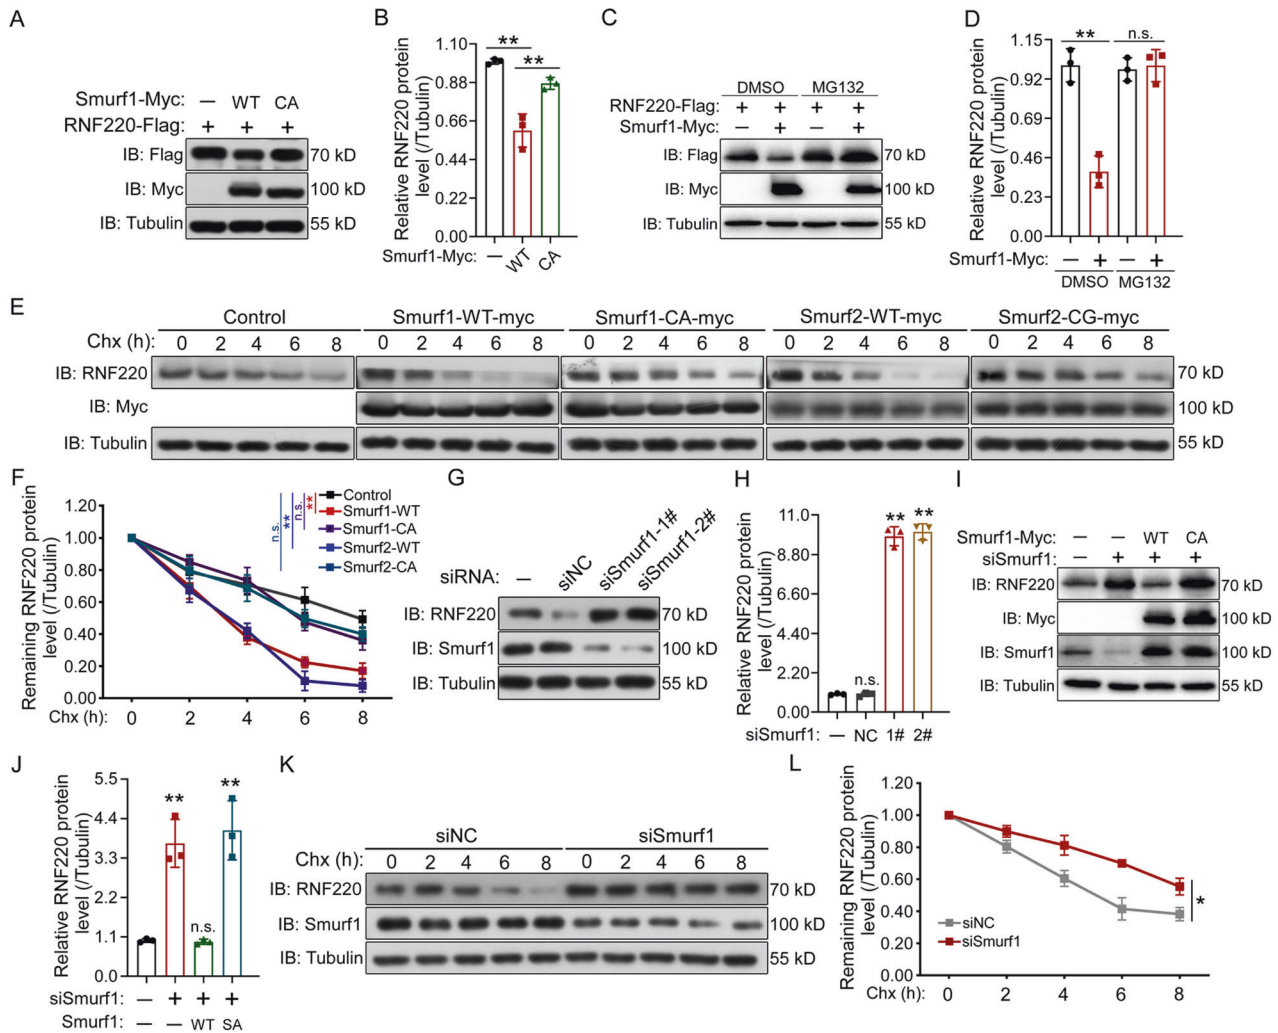 A
Smurf1-Myc: — WT CA
RNF220-Flag: + + +
IB: Flag 70 kD
IB: Myc 100 kD
IB: Tubulin 55 kD
B
Relative RNF220 protein
level (/Tubulin)
1.10
0.88
0.66
0.44
0.22
0.00
**
**
Smurf1-Myc: — WT CA
C
DMSO MG132
RNF220-Flag: + + + +
Smurf1-Myc: — + — +
IB: Flag 70 kD
IB: Myc 100 kD
IB: Tubulin 55 kD
D
Relative RNF220 protein
level (/Tubulin)
1.15
0.92
0.69
0.46
0.23
0.00
** n.s.
Smurf1-Myc: — + — +
DMSO MG132
E
Control Smurf1-WT-myc Smurf1-CA-myc Smurf2-WT-myc Smurf2-CG-myc
Chx (h): 0 2 4 6 8 0 2 4 6 8 0 2 4 6 8 0 2 4 6 8 0 2 4 6 8
IB: RNF220 70 kD
IB: Myc 100 kD
IB: Tubulin 55 kD
F
Remaining RNF220 protein
level (/Tubulin)
1.20
1.00
0.80
0.60
0.40
0.20
0.00
Chx (h): 0 2 4 6 8
n.s.
**
n.s.
**
Control
Smurf1-WT
Smurf1-CA
Smurf2-WT
Smurf2-CA
G
siRNA: — siNC siSmurf1-1# siSmurf1-2#
IB: RNF220 70 kD
IB: Smurf1 100 kD
IB: Tubulin 55 kD
H
Relative RNF220 protein
level (/Tubulin)
11.0
8.80
6.60
4.40
2.20
0.00
n.s. ** **
siSmurf1: — NC 1# 2#
I
Smurf1-Myc: — — WT CA
siSmurf1: — + + +
IB: RNF220 70 kD
IB: Myc 100 kD
IB: Smurf1 100 kD
IB: Tubulin 55 kD
J
Relative RNF220 protein
level (/Tubulin)
5.5
4.4
3.3
2.2
1.1
0.0
** n.s. **
siSmurf1: — + + +
Smurf1: — — WT SA
K
siNC siSmurf1
Chx (h): 0 2 4 6 8 0 2 4 6 8
IB: RNF220 70 kD
IB: Smurf1 100 kD
IB: Tubulin 55 kD
L
Remaining RNF220 protein
level (/Tubulin)
1.20
1.00
0.80
0.60
0.40
0.20
0.00
siNC
siSmurf1
*
Chx (h): 0 2 4 6 8